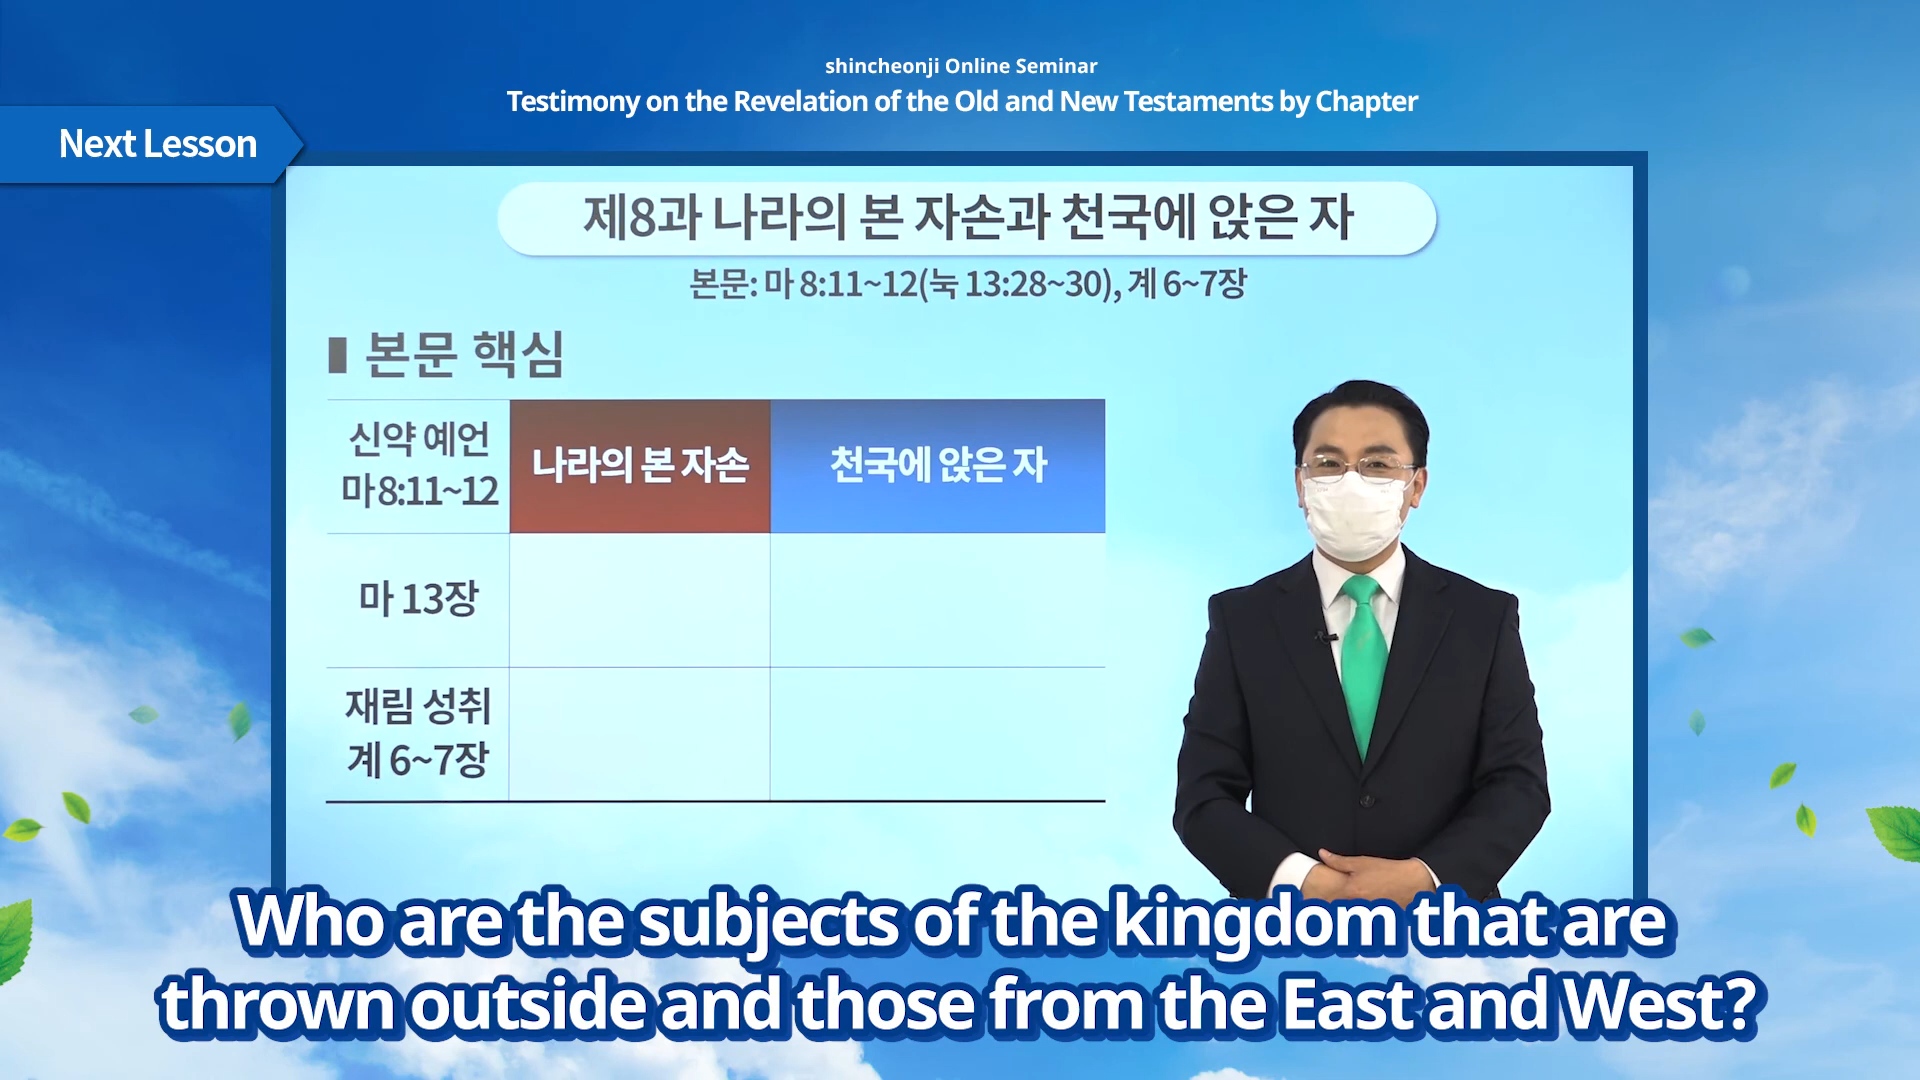 shincheonji Online Seminar
Testimony on the Revelation of the Old and New Testaments by Chapter
Next Lesson
제8과 나라의 본 자손과 천국에 앉은 자
본문: 마 8:11~12(눅 13:28~30), 계 6~7장
본문 핵심
신약 예언
마8:11~12
나라의 본 자손
천국에 앉은 자
마 13장
재림 성취
계 6~7장
Who are the subjects of the kingdom that are
thrown outside and those from the East and West?